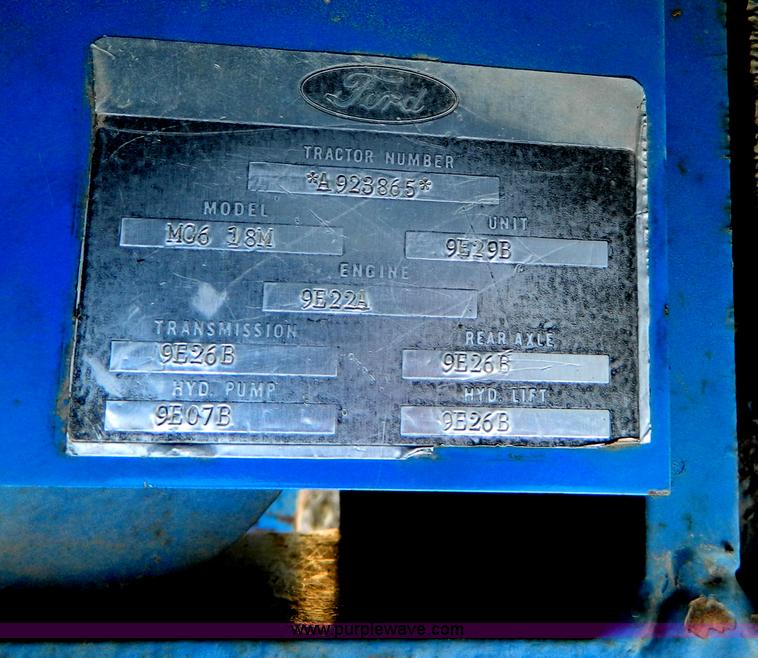 Ford
TRACTOR NUMBER
*A923865*
MODEL UNIT
MG6 18M 9E29B
ENGINE
9E22A
TRANSMISSION REAR AXLE
9E26B 9E26B
HYD. PUMP HYD. LIFT
9E07B 9E26B
www.purplewave.com